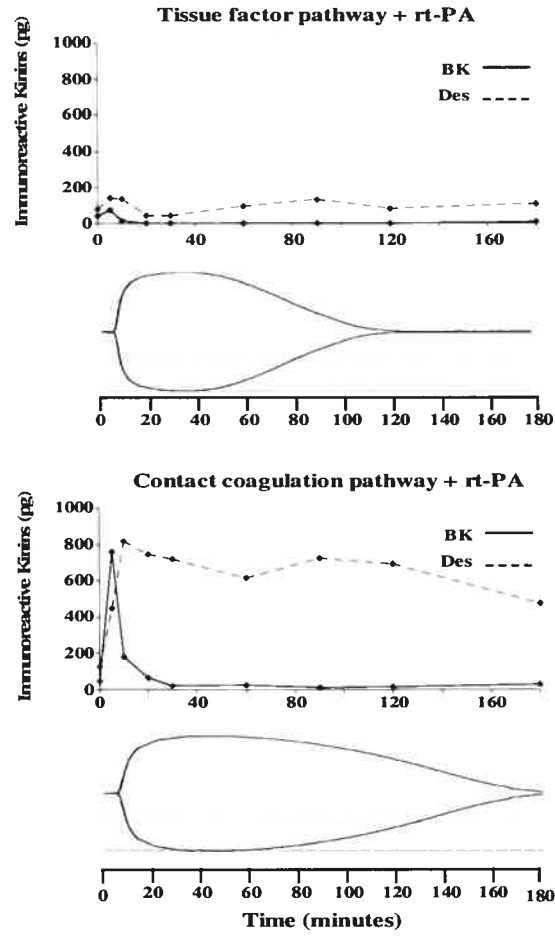 Tissue factor pathway + rt-PA
Immunoreactive Kinins (pg)
1000
800
600
400
200
0
BK
Des
0 40 80 120 160
0 20 40 60 80 100 120 140 160 180
Contact coagulation pathway + rt-PA
Immunoreactive Kinins (pg)
1000
800
600
400
200
0
BK
Des
0 40 80 120 160
0 20 40 60 80 100 120 140 160 180
Time (minutes)